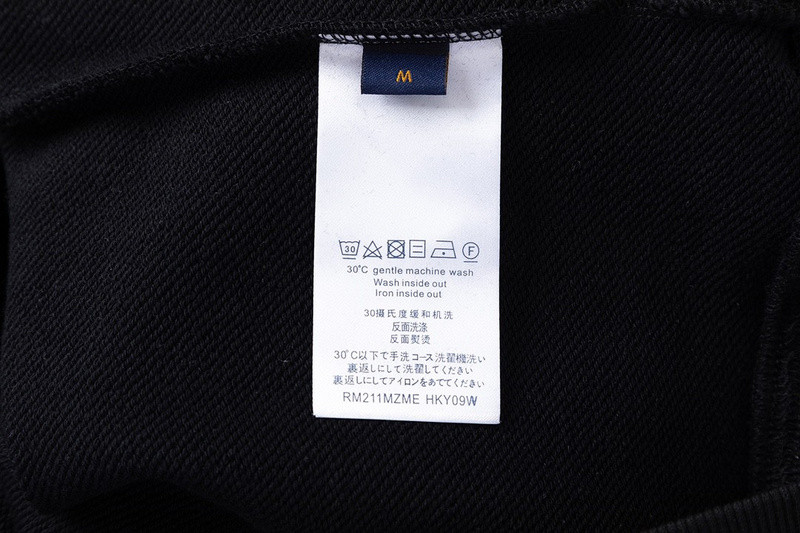 M
30
F
30°C gentle machine wash
Wash inside out
Iron inside out
30摄氏度缓和机洗
反面洗涤
反面熨烫
30℃以下で手洗コース洗濯機洗い
裏返しにして洗濯してください
裏返しにしてアイロンをあててください
RM211MZME HKY09W